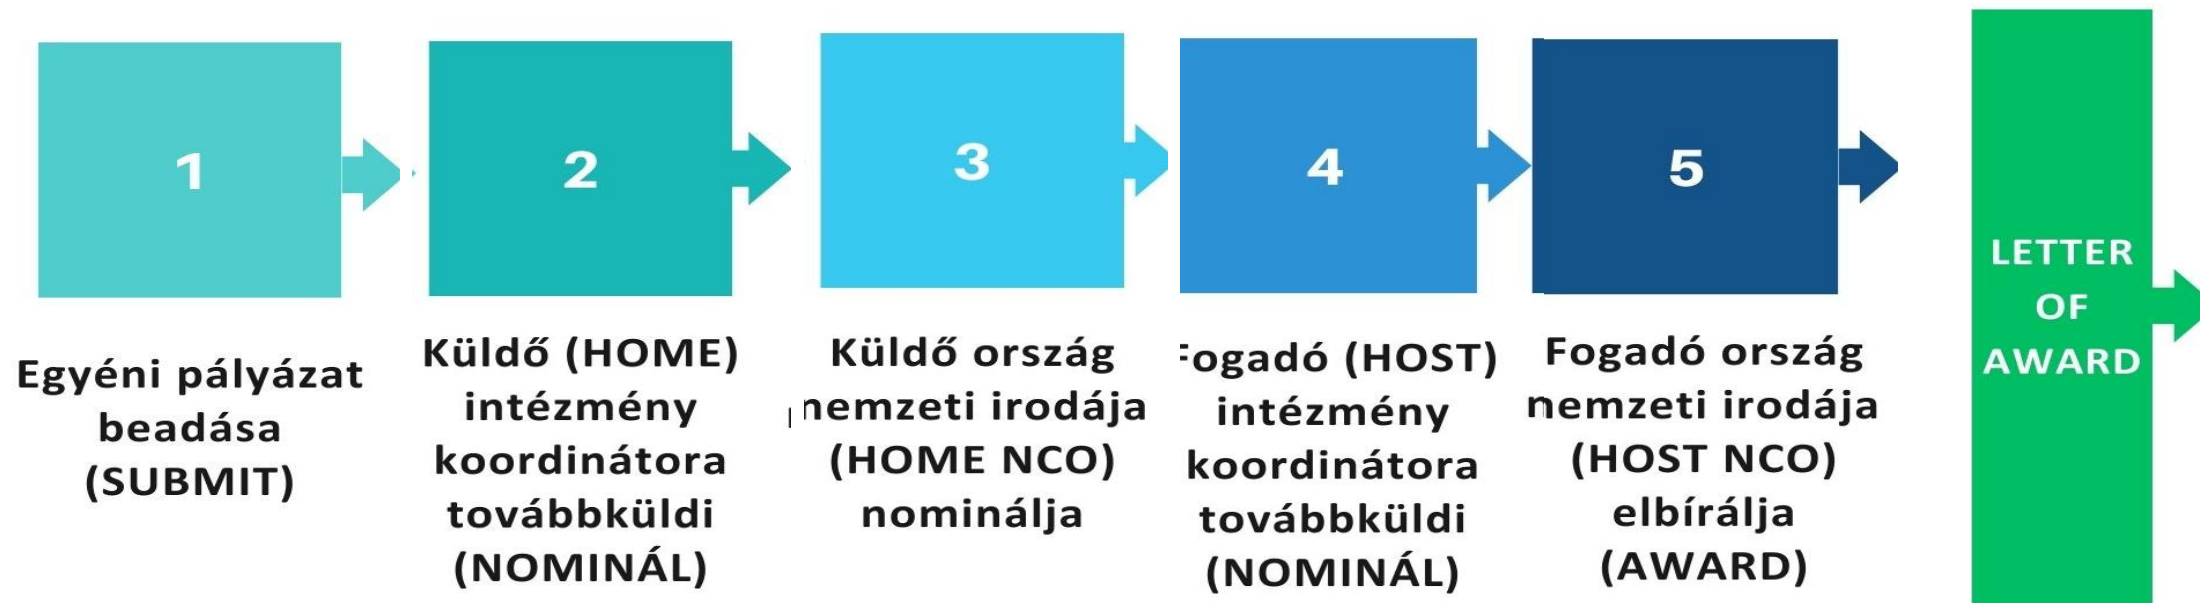 1
Egyéni pályázat
beadása
(SUBMIT)
2
Küldő (HOME)
intézmény
koordinátora
továbbküldi
(NOMINÁL)
3
Küldő ország
nemzeti irodája
(HOME NCO)
nominálja
4
Fogadó (HOST)
intézmény
koordinátora
továbbküldi
(NOMINÁL)
5
Fogadó ország
nemzeti irodája
(HOST NCO)
elbírálja
(AWARD)
LETTER
OF
AWARD